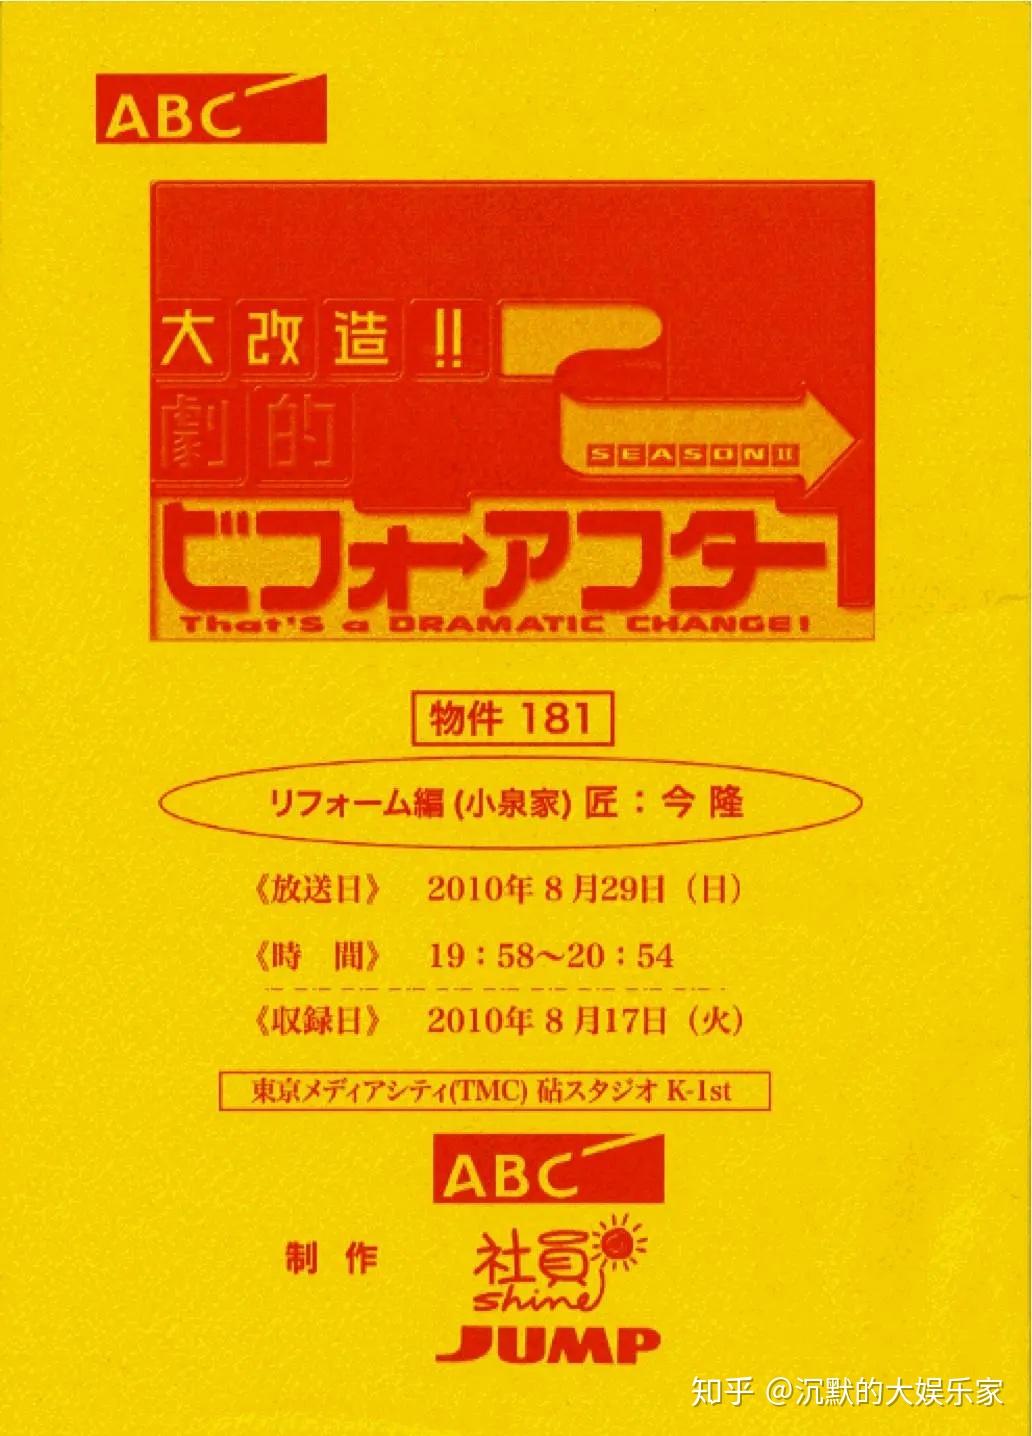 ABC
大改造!!
劇的
SEASON II
ビフォーアフター
That'S a DRAMATIC CHANGE!
物件 181
リフォーム編 (小泉家) 匠：今 隆
《放送日》 2010年 8 月29日（日）
《時 間》 19：58～20：54
《収録日》 2010年 8 月17日（火）
東京メディアシティ(TMC) 砧スタジオ K-1st
ABC
制 作
社員
shine
JUMP
知乎 @沉默的大娱乐家